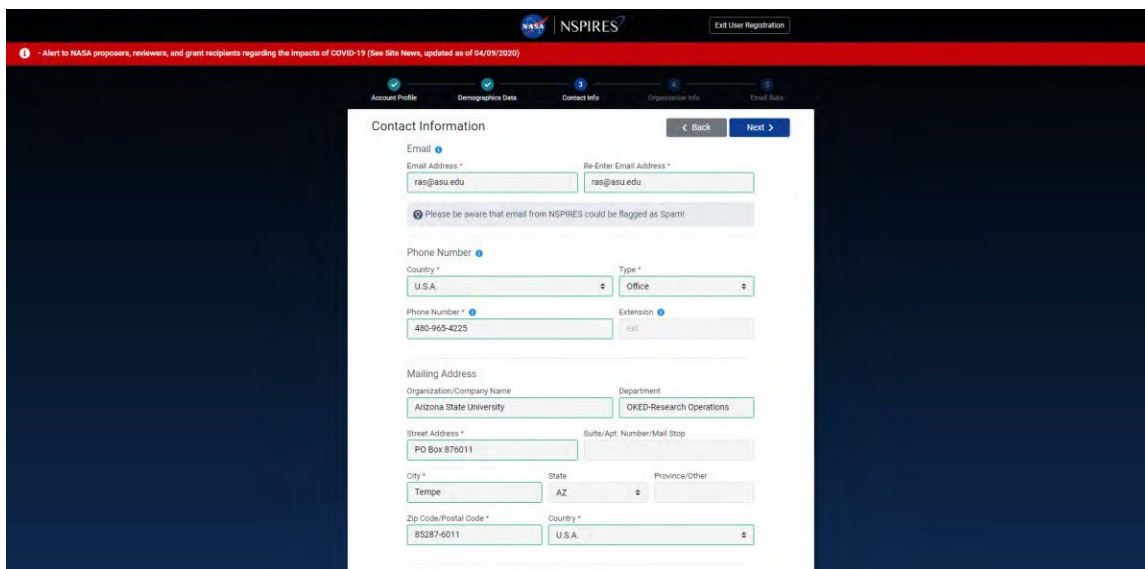 NASA NSPIRES
Exit User Registration
- Alert to NASA proposers, reviewers, and grant recipients regarding the impacts of COVID-19 (See Site News, updated as of 04/09/2020)
3 4 5
Account Profile Demographics Data Contact Info Organization Info Email Subs
Contact Information
Back Next
Email
Email Address * Re-Enter Email Address *
ras@asu.edu ras@asu.edu
Please be aware that email from NSPIRES could be flagged as Spam!
Phone Number
Country * Type *
U.S.A. Office
Phone Number * Extension
480-965-4225 ext
Mailing Address
Organization/Company Name Department
Arizona State University OKED-Research Operations
Street Address * Suite/Apt. Number/Mail Stop
PO Box 876011
City * State Province/Other
Tempe AZ
Zip Code/Postal Code * Country *
85287-6011 U.S.A.